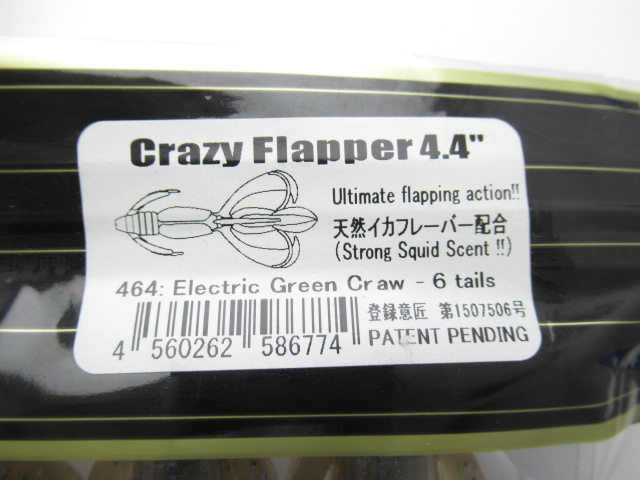 Crazy Flapper 4.4"
Ultimate flapping action!!
天然イカフレーバー配合
(Strong Squid Scent !!)
464: Electric Green Craw - 6 tails
登録意匠 第1507506号
4 560262 586774
PATENT PENDING